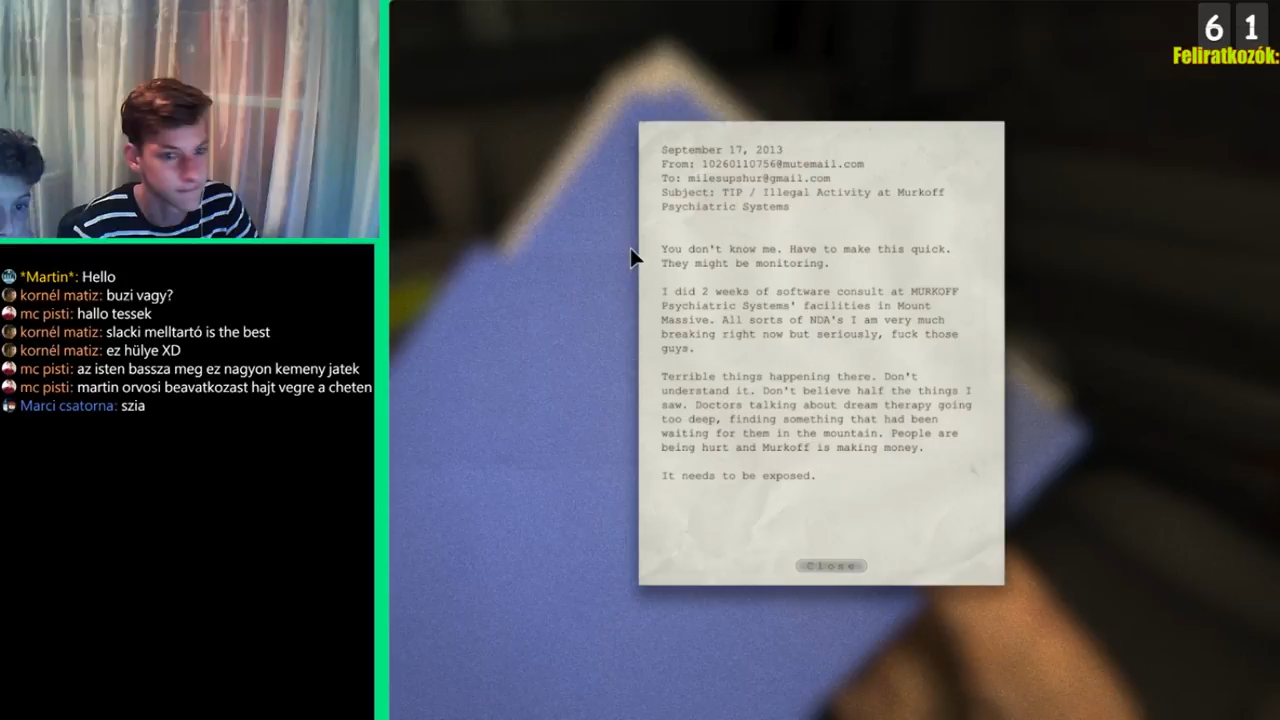 6 1
Feliratkozók:
*Martin*: Hello
kornél matiz: buzi vagy?
mc pisti: hallo tessek
kornél matiz: slacki melltartó is the best
kornél matiz: ez hülye XD
mc pisti: az isten bassza meg ez nagyon kemeny jatek
mc pisti: martin orvosi beavatkozast hajt vegre a cheten
Marci csatorna: szia
September 17, 2013
From: 10260110756@mutemail.com
To: milesupshur@gmail.com
Subject: TIP / Illegal Activity at Murkoff
Psychiatric Systems
You don't know me. Have to make this quick.
They might be monitoring.
I did 2 weeks of software consult at MURKOFF
Psychiatric Systems' facilities in Mount
Massive. All sorts of NDA's I am very much
breaking right now but seriously, fuck those
guys.
Terrible things happening there. Don't
understand it. Don't believe half the things I
saw. Doctors talking about dream therapy going
too deep, finding something that had been
waiting for them in the mountain. People are
being hurt and Murkoff is making money.
It needs to be exposed.
Close